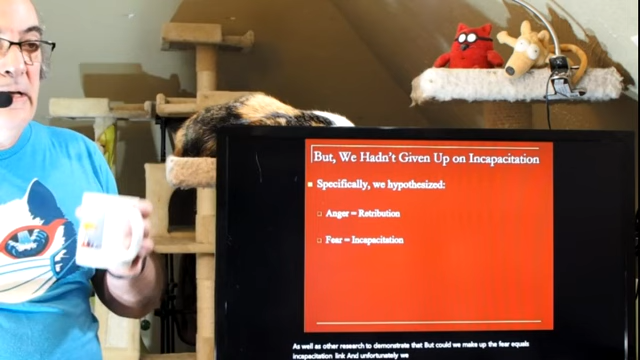 But, We Hadn't Given Up on Incapacitation
Specifically, we hypothesized:
Anger = Retribution
Fear = Incapacitation
As well as other research to demonstrate that But could we make up the fear equals
incapacitation link And unfortunately we